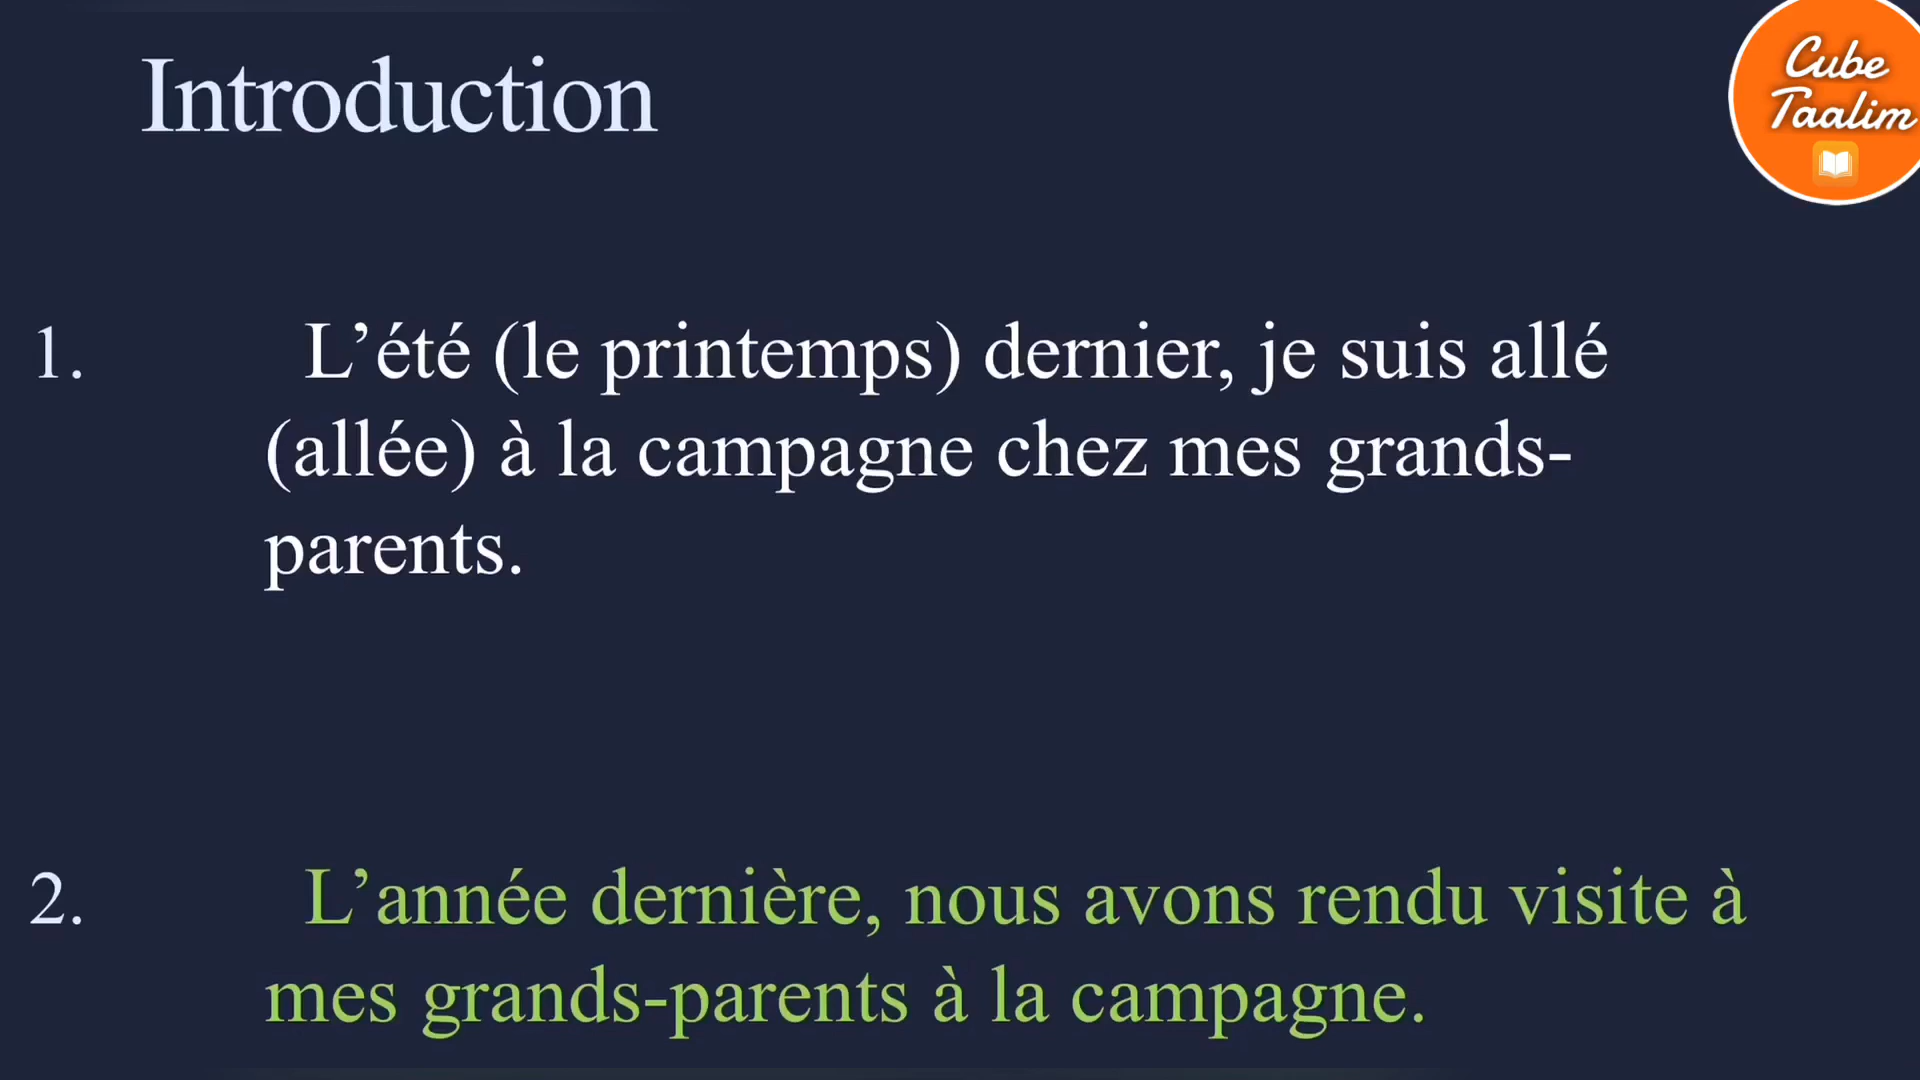 Introduction
Cube
Taalim
1. L’été (le printemps) dernier, je suis allé
(allée) à la campagne chez mes grands-
parents.
2. L’année dernière, nous avons rendu visite à
mes grands-parents à la campagne.